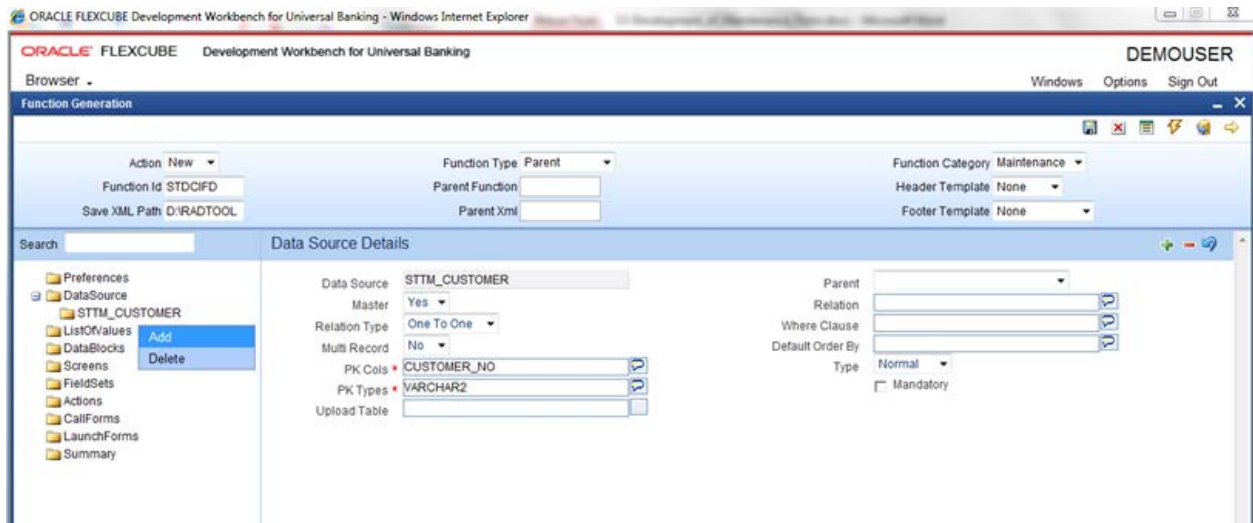 ORACLE FLEXCUBE Development Workbench for Universal Banking - Windows Internet Explorer
ORACLE FLEXCUBE Development Workbench for Universal Banking DEMOUSER
Browser Windows Options Sign Out
Function Generation
Action New Function Type Parent Function Category Maintenance
Function Id STDCIFD Parent Function Header Template None
Save XML Path D:\RADTOOL Parent Xml Footer Template None
Search Data Source Details
Preferences
DataSource
STTM_CUSTOMER
ListOfValues
DataBlocks
Screens
FieldSets
Actions
CallForms
LaunchForms
Summary
Add
Delete
Data Source STTM_CUSTOMER
Master Yes
Relation Type One To One
Multi Record No
PK Cols * CUSTOMER_NO
PK Types * VARCHAR2
Upload Table
Parent
Relation
Where Clause
Default Order By
Type Normal
Mandatory